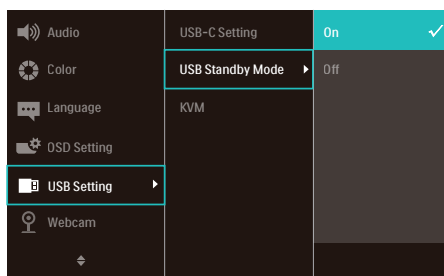 Audio
Color
Language
OSD Setting
USB Setting
Webcam
USB-C Setting
USB Standby Mode
KVM
On
Off